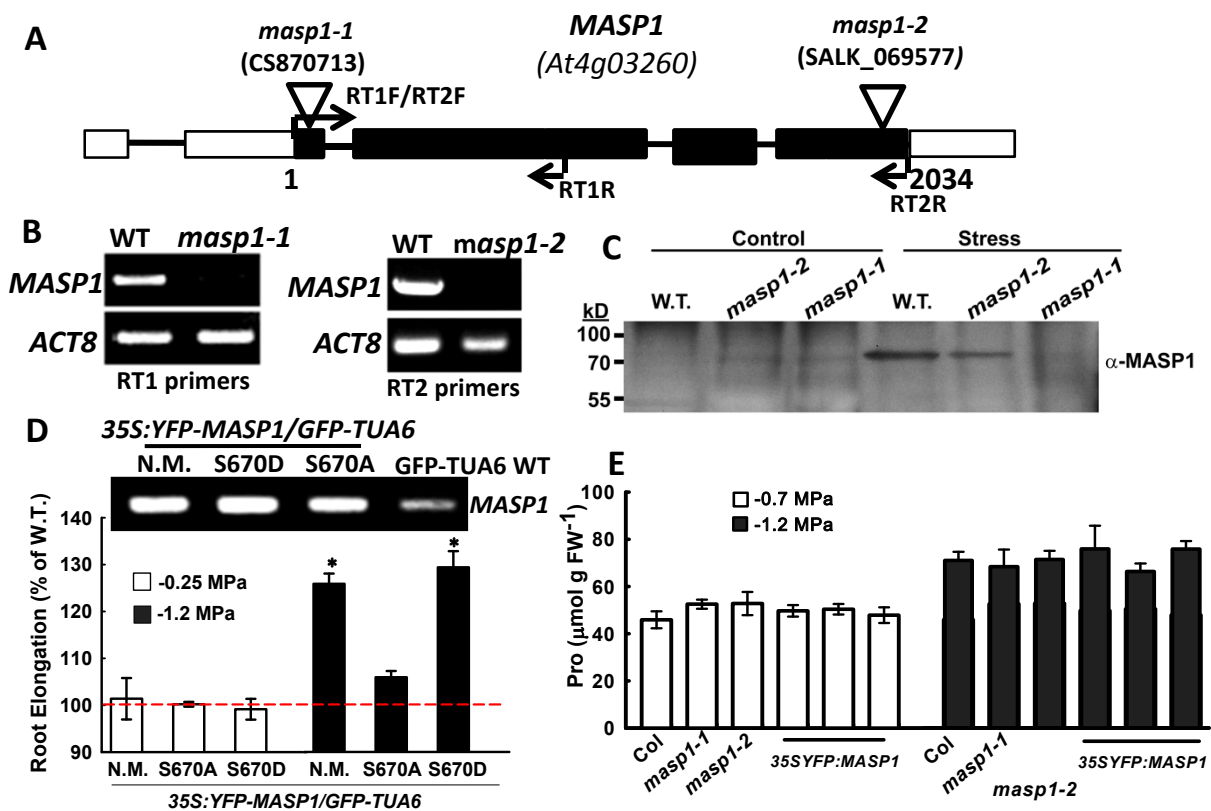 A
masp1-1
(CS870713)
MASP1
(At4g03260)
masp1-2
(SALK_069577)
RT1F/RT2F
1
RT1R
2034
RT2R
B
WT masp1-1
MASP1
ACT8
RT1 primers
WT masp1-2
MASP1
ACT8
RT2 primers
C
Control Stress
W.T. masp1-2 masp1-1 W.T. masp1-2 masp1-1
kD
100
70
55
α-MASP1
D
35S:YFP-MASP1/GFP-TUA6
N.M. S670D S670A GFP-TUA6 WT
MASP1
Root Elongation (% of W.T.)
140
130
120
110
100
90
-0.25 MPa
-1.2 MPa
* *
N.M. S670A S670D N.M. S670A S670D
35S:YFP-MASP1/GFP-TUA6
E
Pro (μmol g FW-1)
100
80
60
40
20
0
-0.7 MPa
-1.2 MPa
Col masp1-1 masp1-2 35SYFP:MASP1 Col masp1-1 masp1-2 35SYFP:MASP1